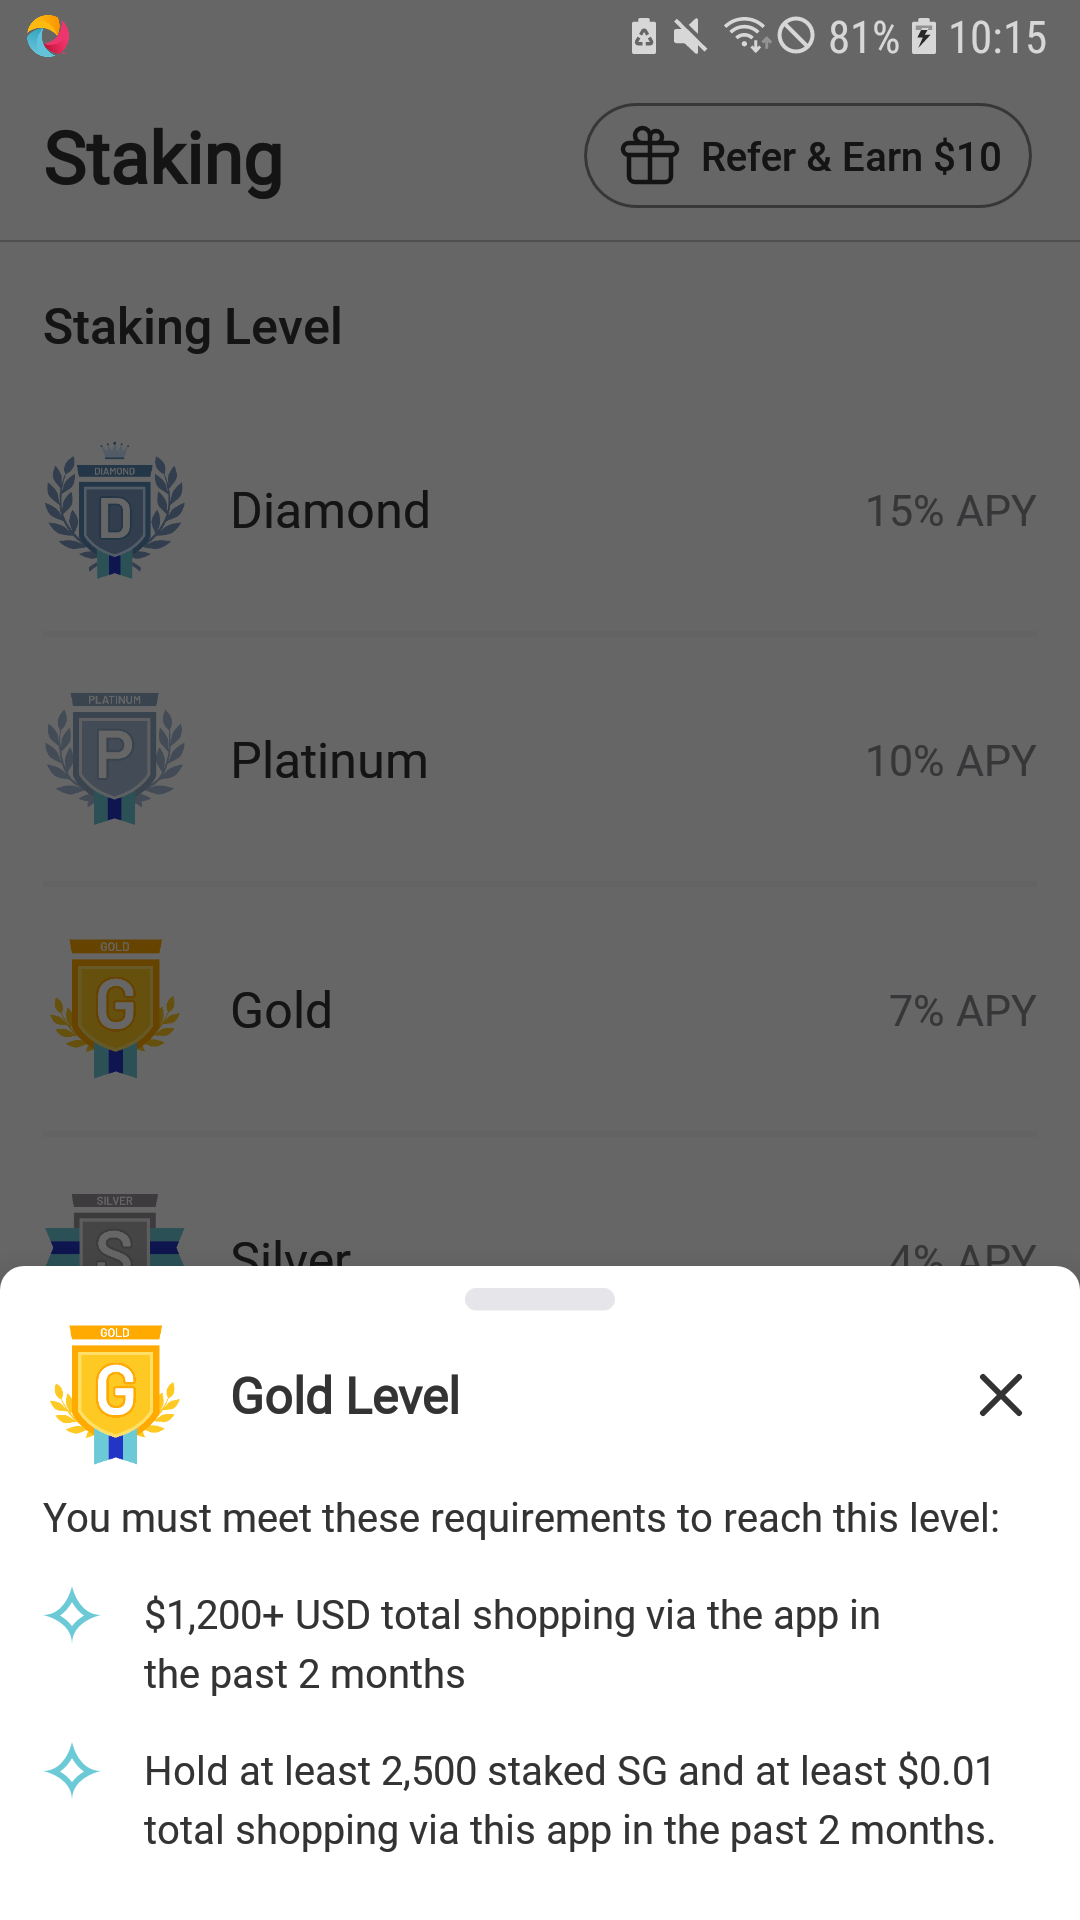 81% 10:15
Staking
Refer & Earn $10
Staking Level
DIAMOND
D
Diamond
15% APY
PLATINUM
P
Platinum
10% APY
GOLD
G
Gold
7% APY
SILVER
S
Silver
4% APY
GOLD
G
Gold Level
You must meet these requirements to reach this level:
$1,200+ USD total shopping via the app in
the past 2 months
Hold at least 2,500 staked SG and at least $0.01
total shopping via this app in the past 2 months.